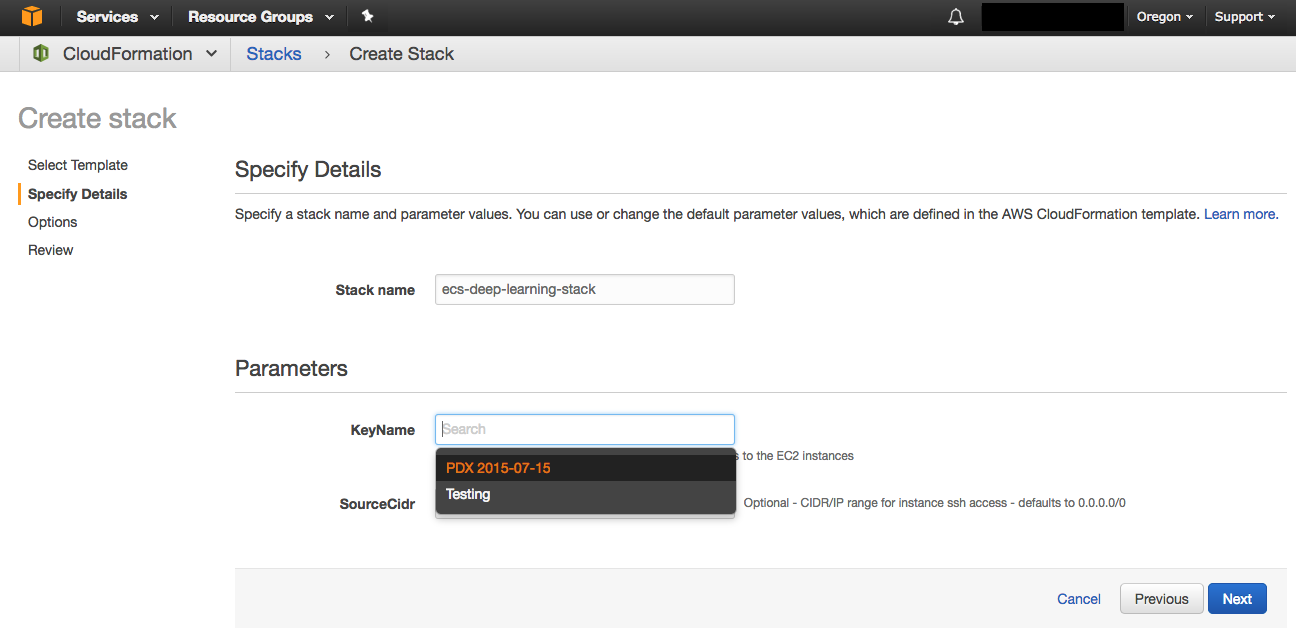 Services Resource Groups Oregon Support
CloudFormation Stacks › Create Stack
Create stack
Select Template
Specify Details
Options
Review
Specify Details
Specify a stack name and parameter values. You can use or change the default parameter values, which are defined in the AWS CloudFormation template. Learn more.
Stack name ecs-deep-learning-stack
Parameters
KeyName Search
to the EC2 instances
PDX 2015-07-15
Testing
SourceCidr Optional - CIDR/IP range for instance ssh access - defaults to 0.0.0.0/0
Cancel Previous Next